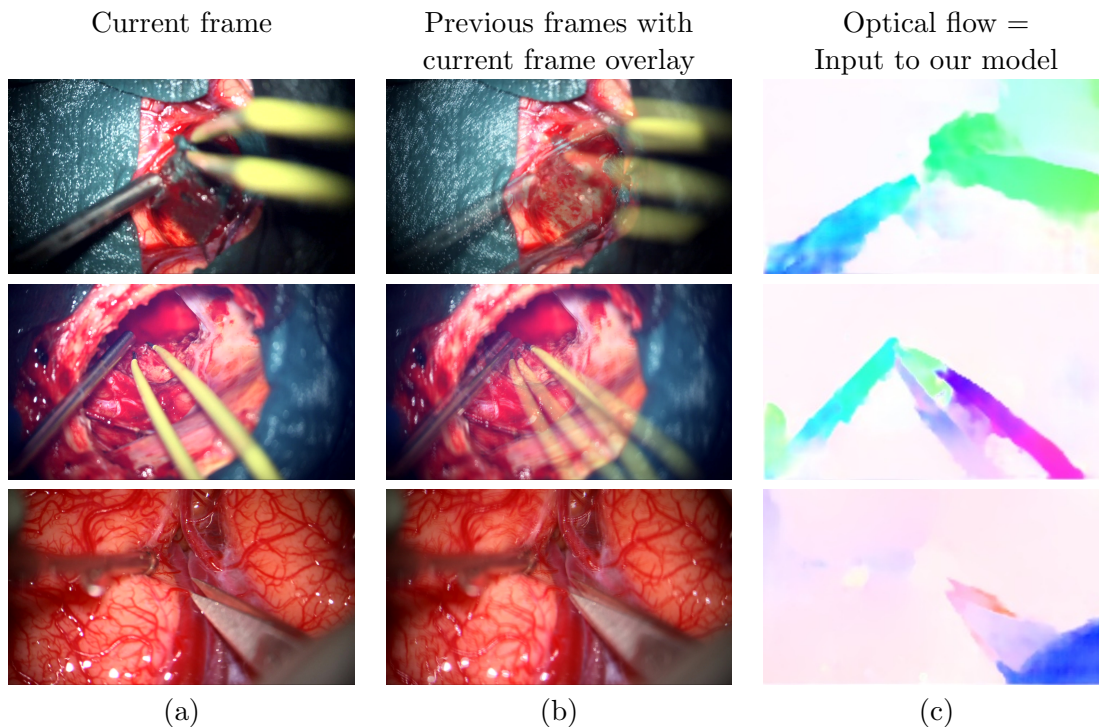 Current frame
Previous frames with
current frame overlay
Optical flow =
Input to our model
(a)
(b)
(c)